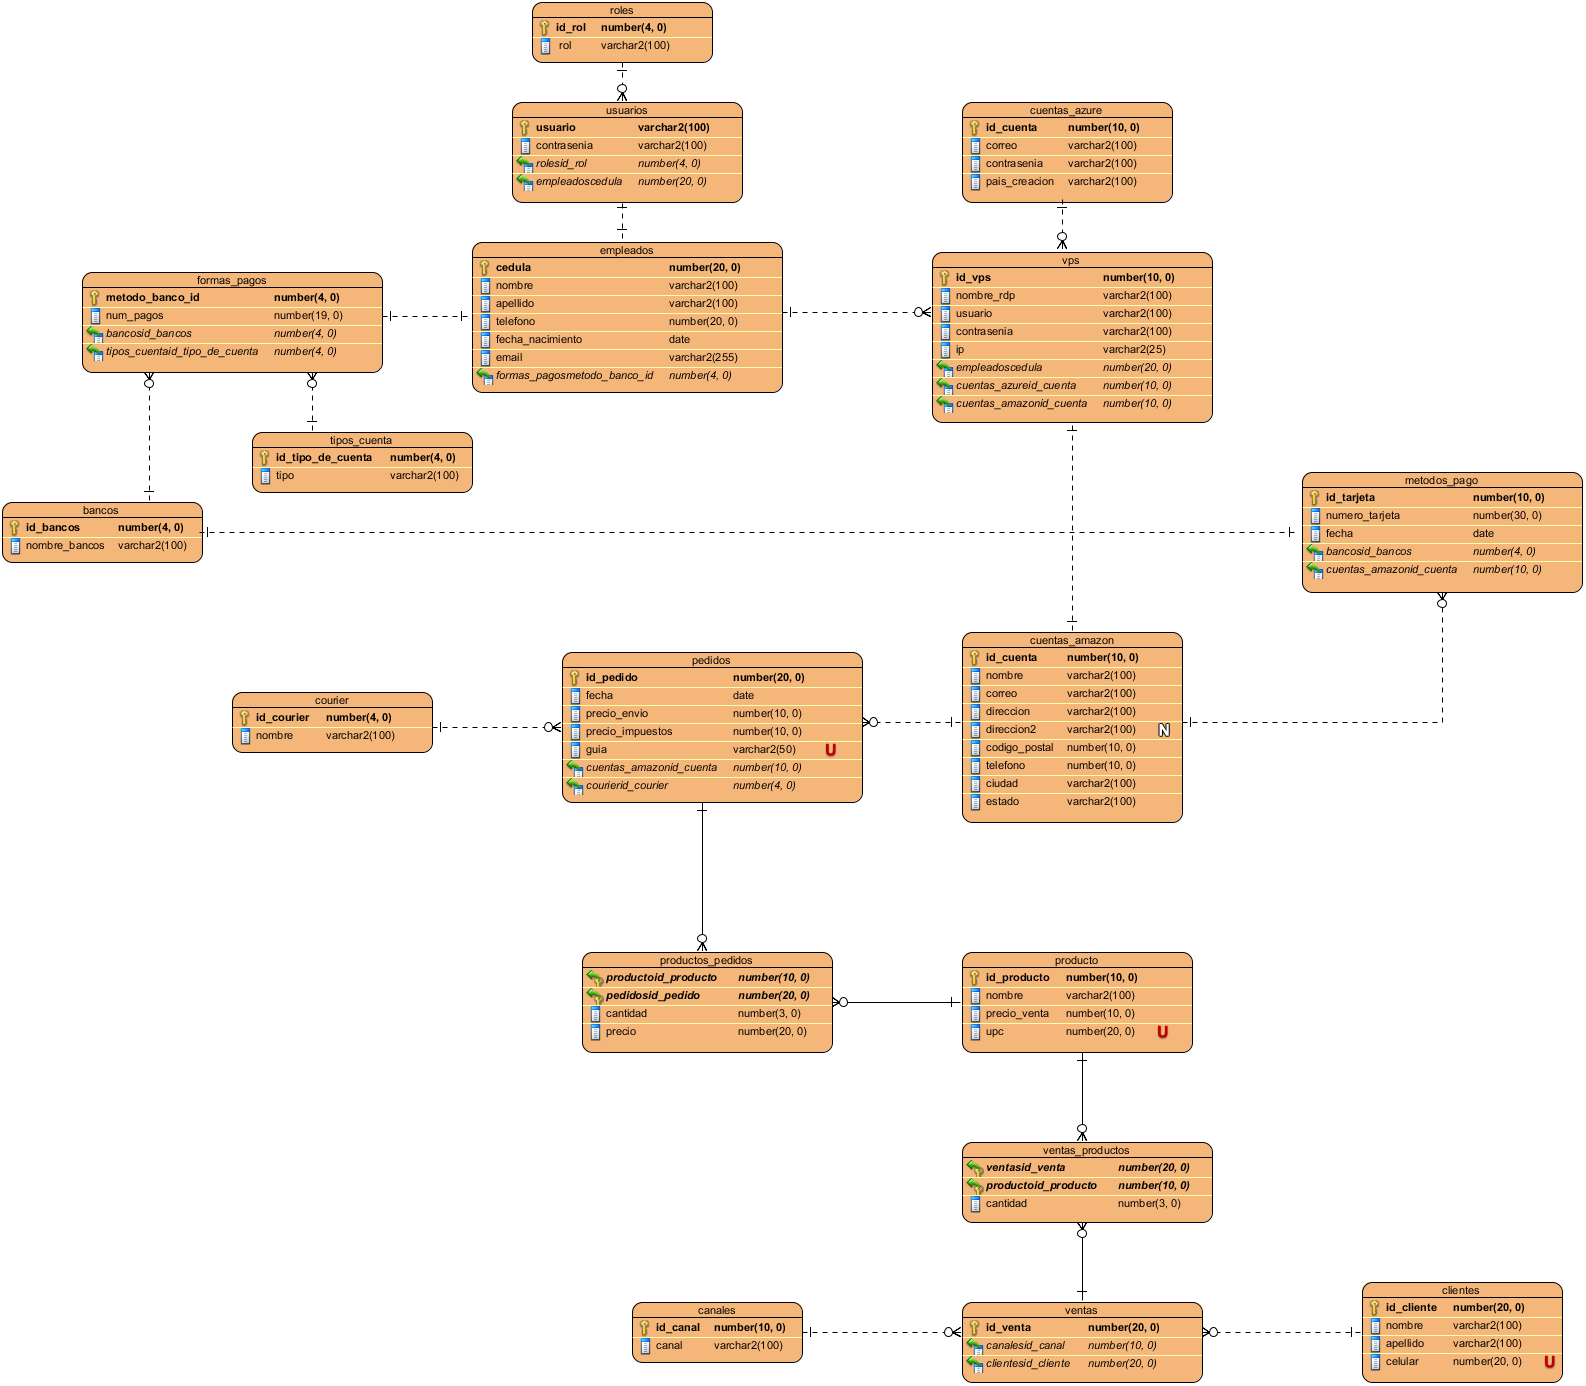 roles
id_rol number(4, 0)
rol varchar2(100)
usuarios
usuario varchar2(100)
contrasenia varchar2(100)
rolesid_rol number(4, 0)
empleadoscedula number(20, 0)
cuentas_azure
id_cuenta number(10, 0)
correo varchar2(100)
contrasenia varchar2(100)
pais_creacion varchar2(100)
empleados
cedula number(20, 0)
nombre varchar2(100)
apellido varchar2(100)
telefono number(20, 0)
fecha_nacimiento date
email varchar2(255)
formas_pagosmetodo_banco_id number(4, 0)
vps
id_vps number(10, 0)
nombre_rdp varchar2(100)
usuario varchar2(100)
contrasenia varchar2(100)
ip varchar2(25)
empleadoscedula number(20, 0)
cuentas_azureid_cuenta number(10, 0)
cuentas_amazonid_cuenta number(10, 0)
formas_pagos
metodo_banco_id number(4, 0)
num_pagos number(19, 0)
bancosid_bancos number(4, 0)
tipos_cuentaid_tipo_de_cuenta number(4, 0)
tipos_cuenta
id_tipo_de_cuenta number(4, 0)
tipo varchar2(100)
bancos
id_bancos number(4, 0)
nombre_bancos varchar2(100)
metodos_pago
id_tarjeta number(10, 0)
numero_tarjeta number(30, 0)
fecha date
bancosid_bancos number(4, 0)
cuentas_amazonid_cuenta number(10, 0)
cuentas_amazon
id_cuenta number(10, 0)
nombre varchar2(100)
correo varchar2(100)
direccion varchar2(100)
direccion2 varchar2(100) N
codigo_postal number(10, 0)
telefono number(10, 0)
ciudad varchar2(100)
estado varchar2(100)
pedidos
id_pedido number(20, 0)
fecha date
precio_envio number(10, 0)
precio_impuestos number(10, 0)
guia varchar2(50) U
cuentas_amazonid_cuenta number(10, 0)
courierid_courier number(4, 0)
courier
id_courier number(4, 0)
nombre varchar2(100)
productos_pedidos
productoid_producto number(10, 0)
pedidosid_pedido number(20, 0)
cantidad number(3, 0)
precio number(20, 0)
producto
id_producto number(10, 0)
nombre varchar2(100)
precio_venta number(10, 0)
upc number(20, 0) U
ventas_productos
ventasid_venta number(20, 0)
productoid_producto number(10, 0)
cantidad number(3, 0)
canales
id_canal number(10, 0)
canal varchar2(100)
ventas
id_venta number(20, 0)
canalesid_canal number(10, 0)
clientesid_cliente number(20, 0)
clientes
id_cliente number(20, 0)
nombre varchar2(100)
apellido varchar2(100)
celular number(20, 0) U